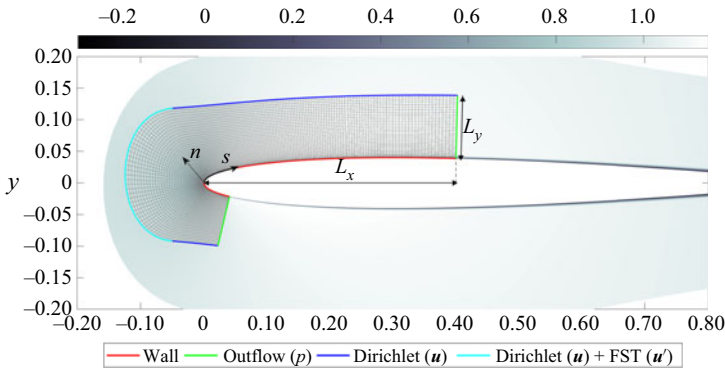 –0.2 0 0.2 0.4 0.6 0.8 1.0
0.20
0.15
0.10
0.05
0
–0.05
–0.10
–0.15
–0.20
y
n
s
L_x
L_y
–0.20 –0.10 0 0.10 0.20 0.30 0.40 0.50 0.60 0.70 0.80
Wall Outflow (p) Dirichlet (u) Dirichlet (u) + FST (u′)